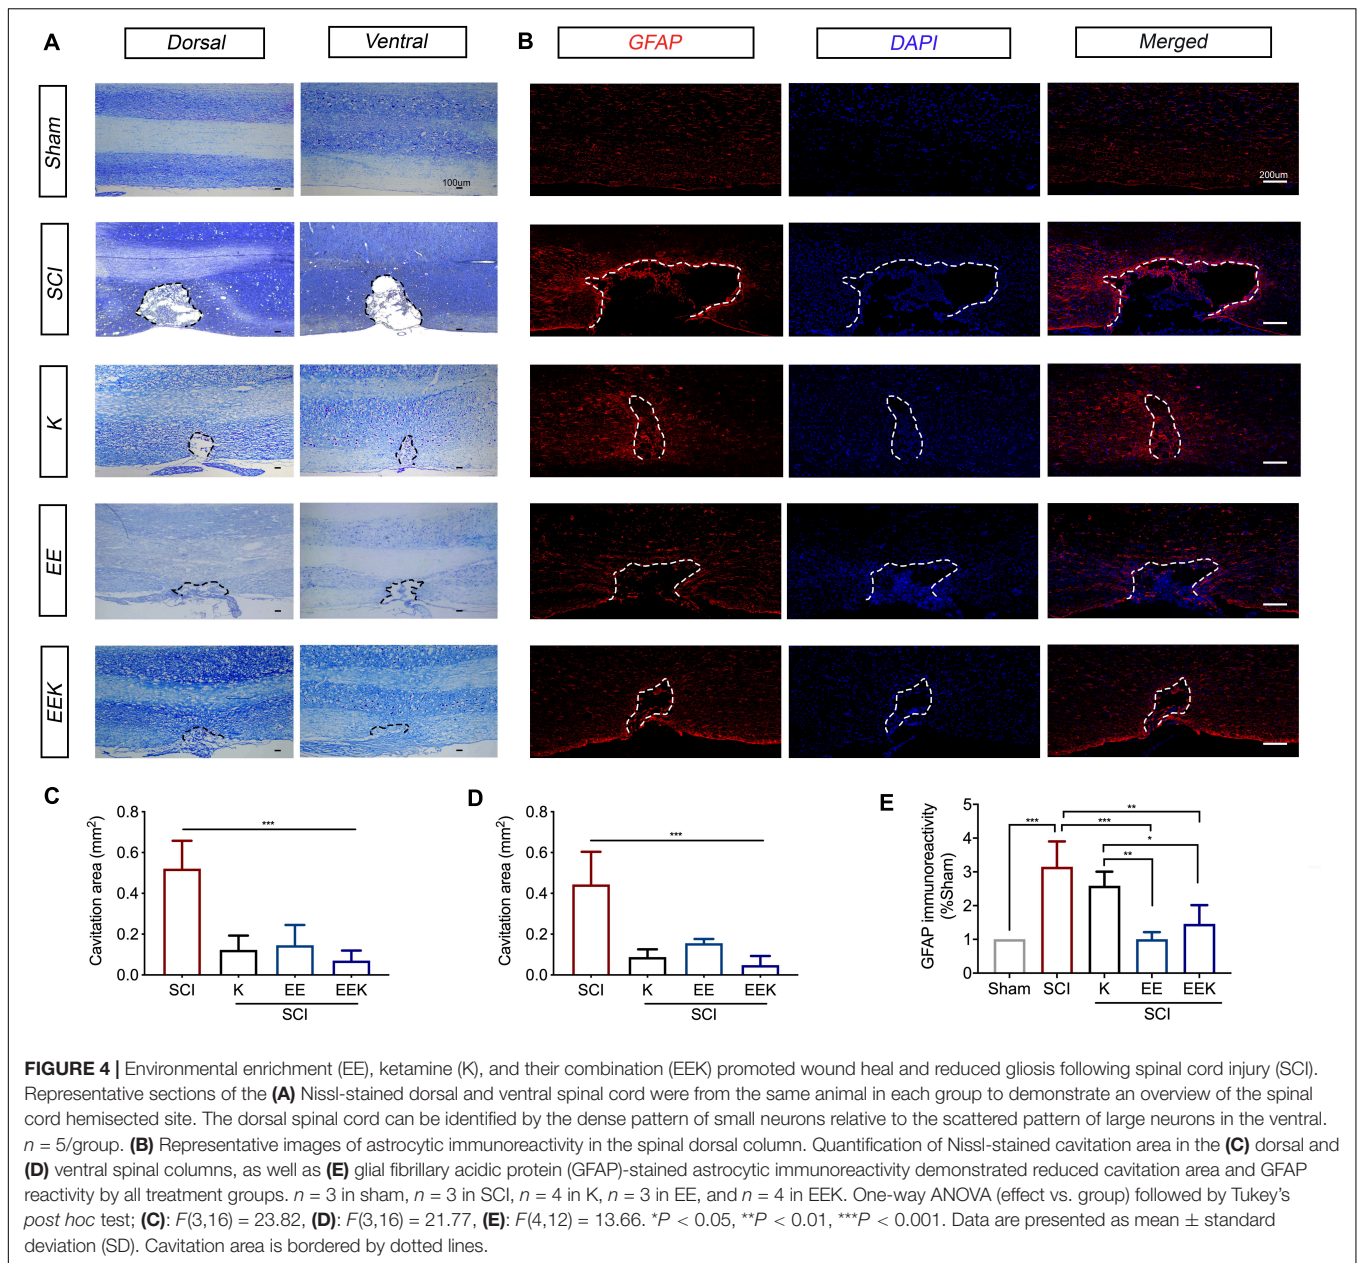 A
Dorsal
Ventral
B
GFAP
DAPI
Merged
Sham
100um
200um
SCI
K
EE
EEK
C
Cavitation area (mm²)
0.8
0.6
0.4
0.2
0.0
***
SCI
K
EE
EEK
SCI
D
Cavitation area (mm²)
0.8
0.6
0.4
0.2
0.0
***
SCI
K
EE
EEK
SCI
E
GFAP immunoreactivity
(%Sham)
5
4
3
2
1
0
***
**
***
*
**
Sham
SCI
K
EE
EEK
SCI
FIGURE 4 | Environmental enrichment (EE), ketamine (K), and their combination (EEK) promoted wound heal and reduced gliosis following spinal cord injury (SCI).
Representative sections of the (A) Nissl-stained dorsal and ventral spinal cord were from the same animal in each group to demonstrate an overview of the spinal
cord hemisected site. The dorsal spinal cord can be identified by the dense pattern of small neurons relative to the scattered pattern of large neurons in the ventral.
n = 5/group. (B) Representative images of astrocytic immunoreactivity in the spinal dorsal column. Quantification of Nissl-stained cavitation area in the (C) dorsal and
(D) ventral spinal columns, as well as (E) glial fibrillary acidic protein (GFAP)-stained astrocytic immunoreactivity demonstrated reduced cavitation area and GFAP
reactivity by all treatment groups. n = 3 in sham, n = 3 in SCI, n = 4 in K, n = 3 in EE, and n = 4 in EEK. One-way ANOVA (effect vs. group) followed by Tukey's
post hoc test; (C): F(3,16) = 23.82, (D): F(3,16) = 21.77, (E): F(4,12) = 13.66. *P < 0.05, **P < 0.01, ***P < 0.001. Data are presented as mean ± standard
deviation (SD). Cavitation area is bordered by dotted lines.